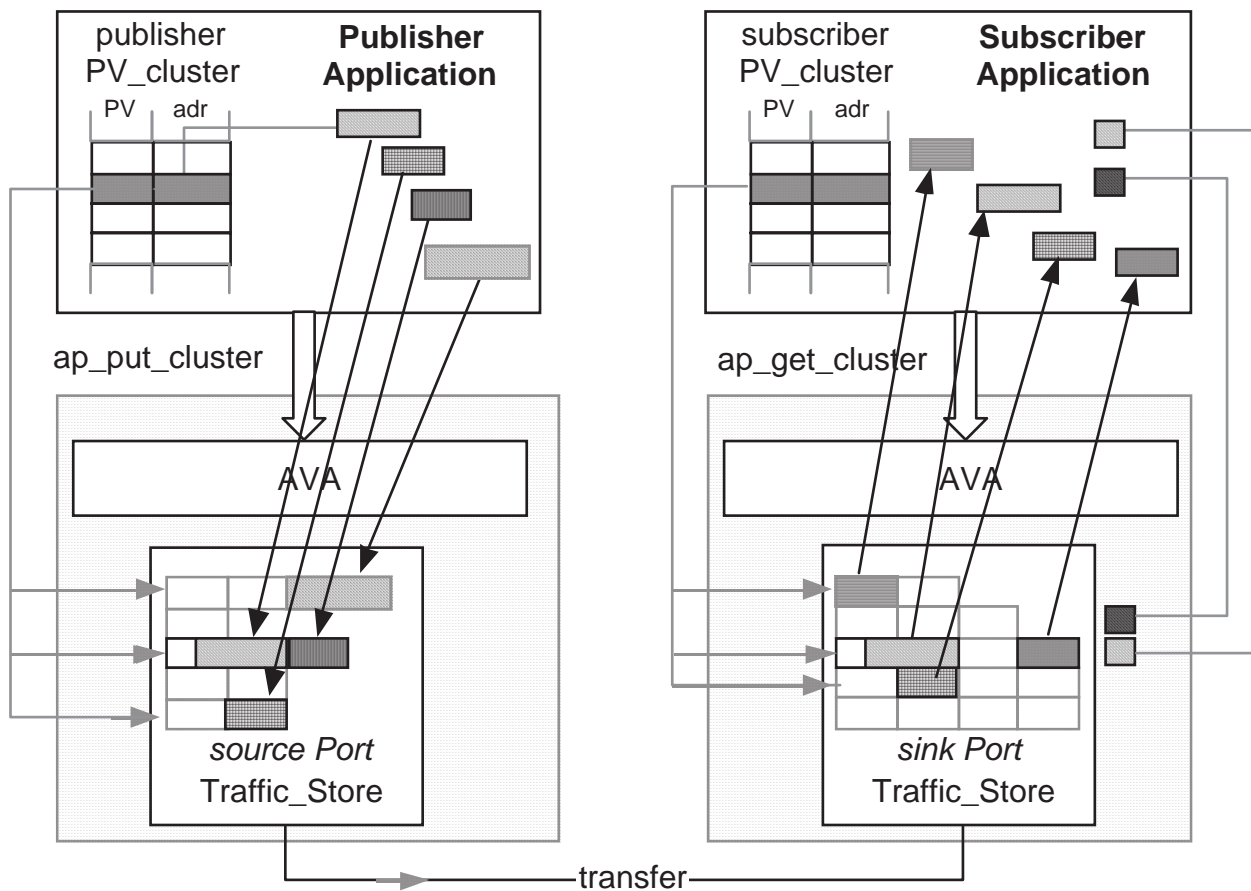 publisher
PV_cluster
PV adr
Publisher
Application
subscriber
PV_cluster
PV adr
Subscriber
Application
ap_put_cluster
ap_get_cluster
AVA
AVA
source Port
Traffic_Store
sink Port
Traffic_Store
transfer